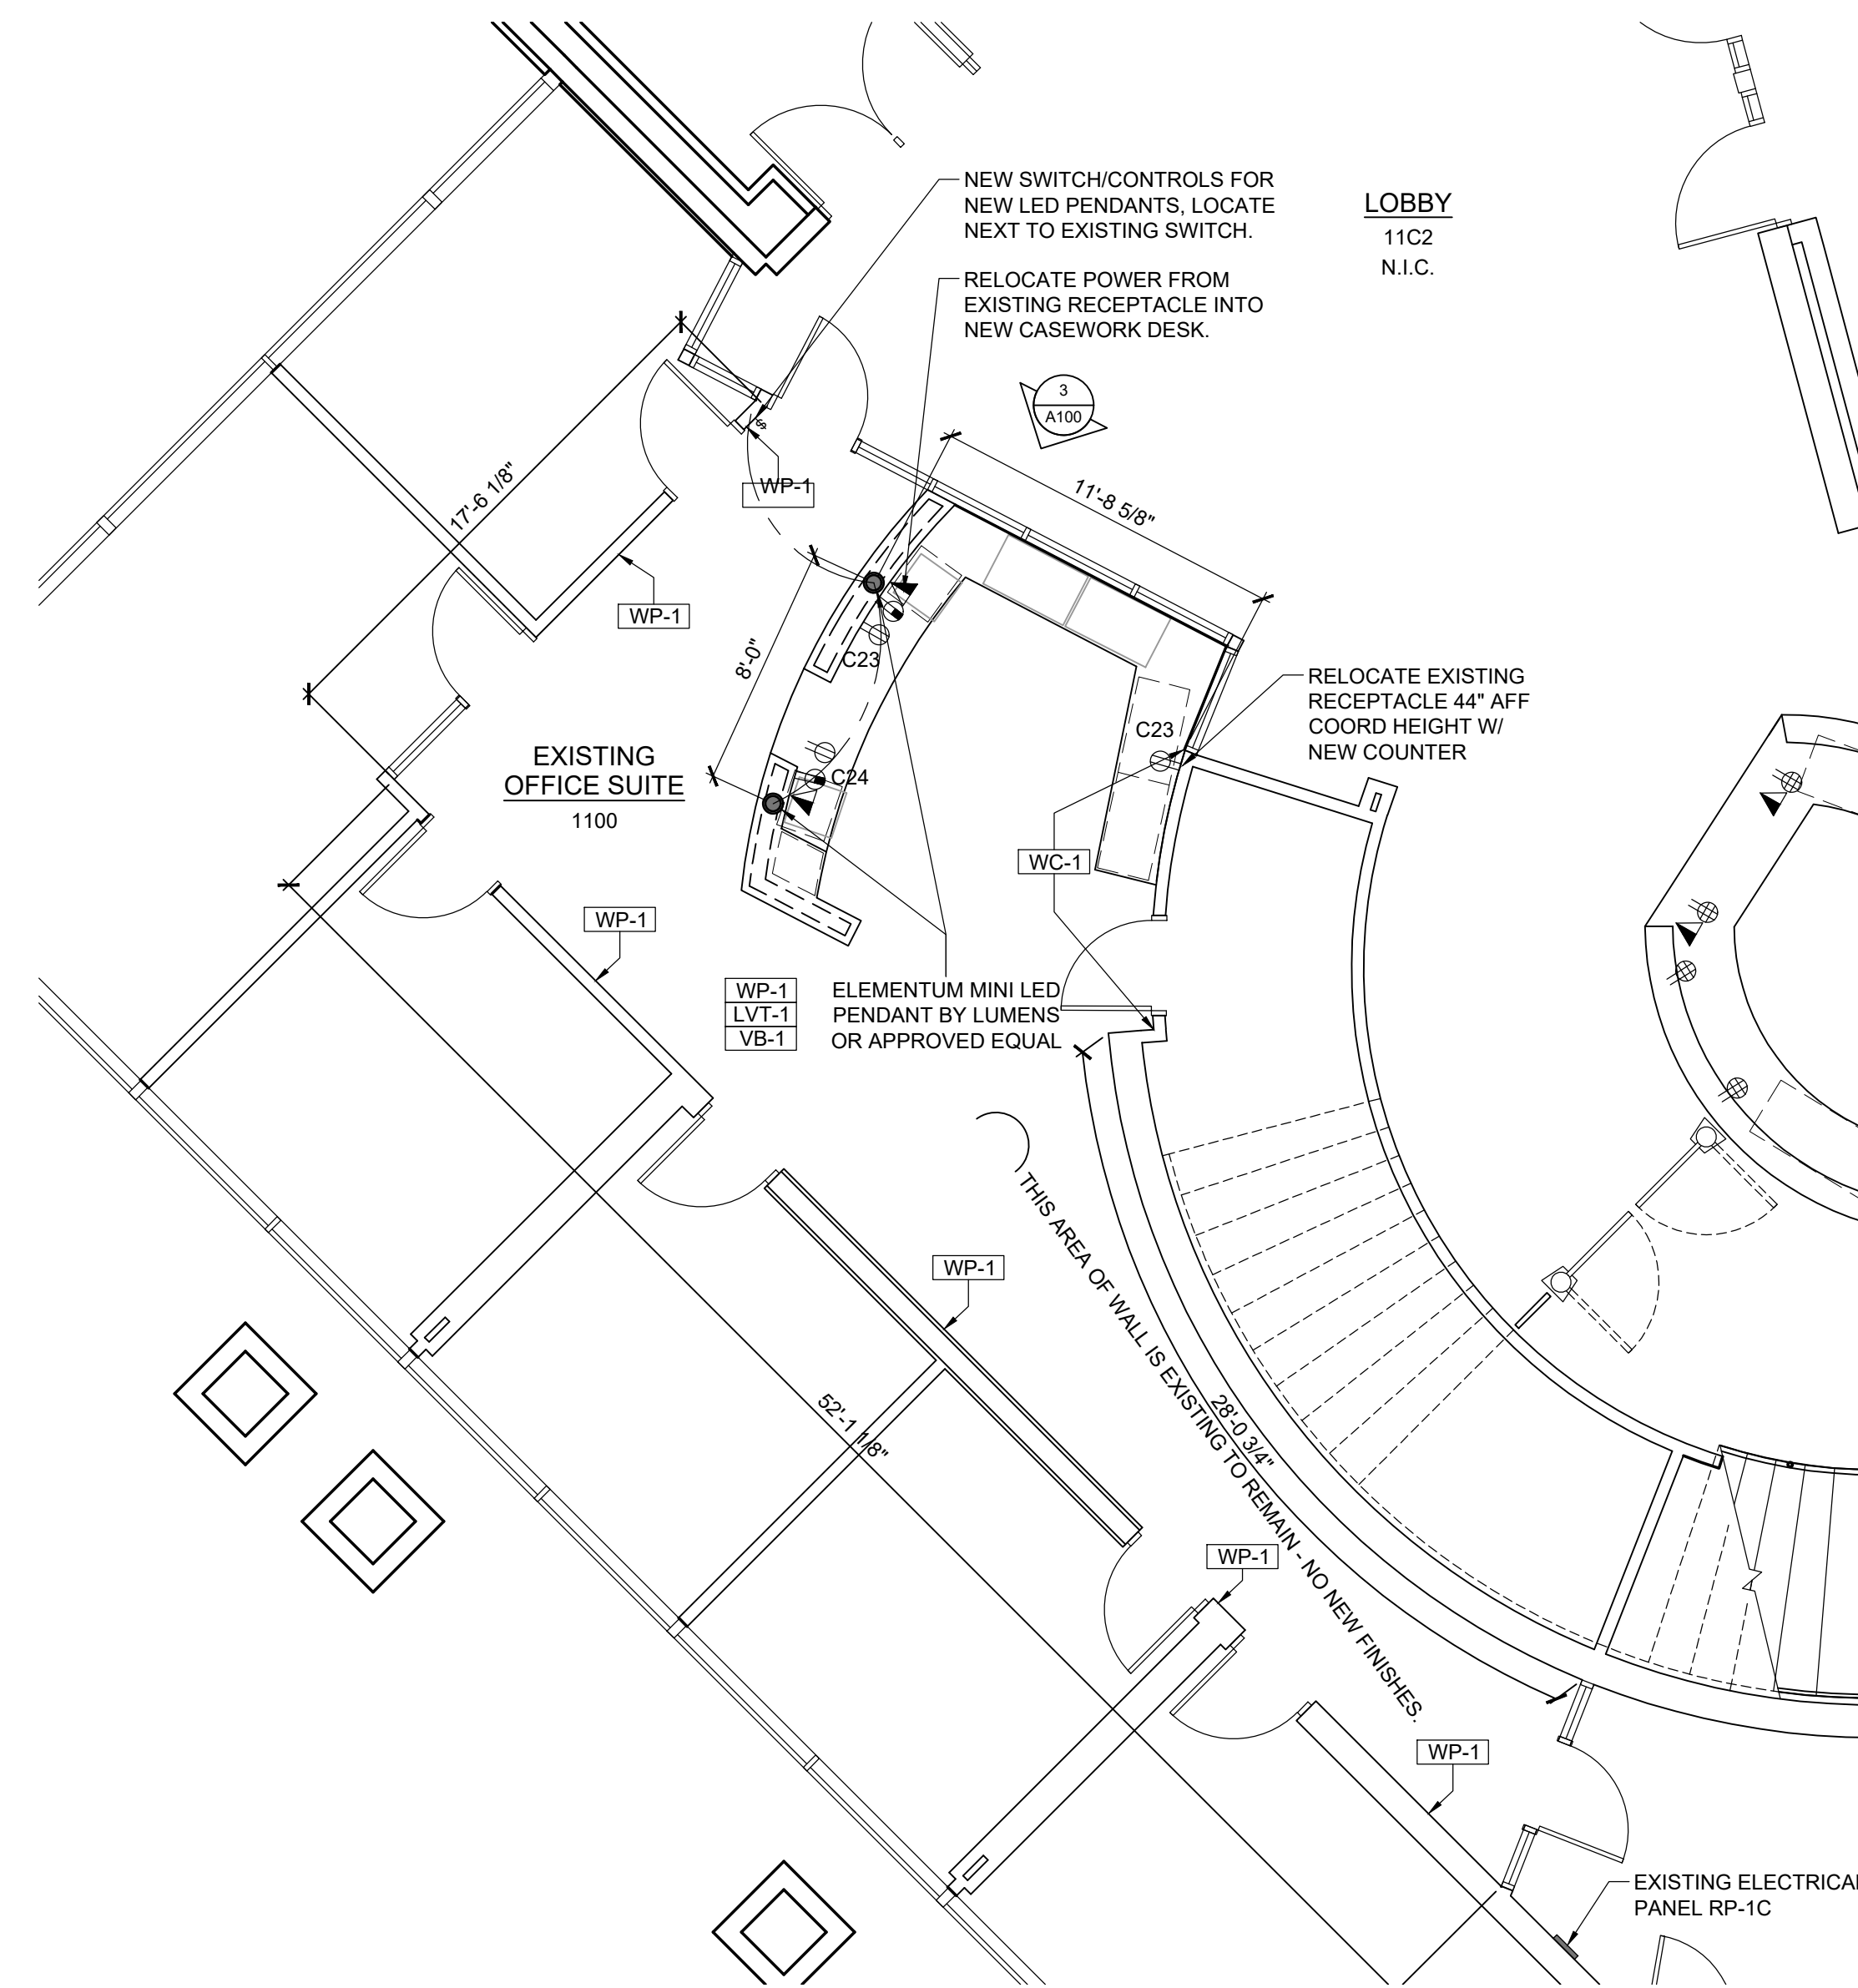 NEW SWITCH/CONTROLS FOR
NEW LED PENDANTS, LOCATE
NEXT TO EXISTING SWITCH.
LOBBY
11C2
N.I.C.
RELOCATE POWER FROM
EXISTING RECEPTACLE INTO
NEW CASEWORK DESK.
3
A100
17'-6 1/8"
WP-1
11'-8 5/8"
WP-1
8'-0"
C23
RELOCATE EXISTING
RECEPTACLE 44" AFF
COORD HEIGHT W/
NEW COUNTER
C23
EXISTING
OFFICE SUITE
1100
C24
WC-1
WP-1
WP-1
LVT-1
VB-1
ELEMENTUM MINI LED
PENDANT BY LUMENS
OR APPROVED EQUAL
THIS AREA OF WALL IS EXISTING TO REMAIN - NO NEW FINISHES.
WP-1
52'-1 1/8"
28'-0 3/4"
WP-1
WP-1
EXISTING ELECTRICAL
PANEL RP-1C